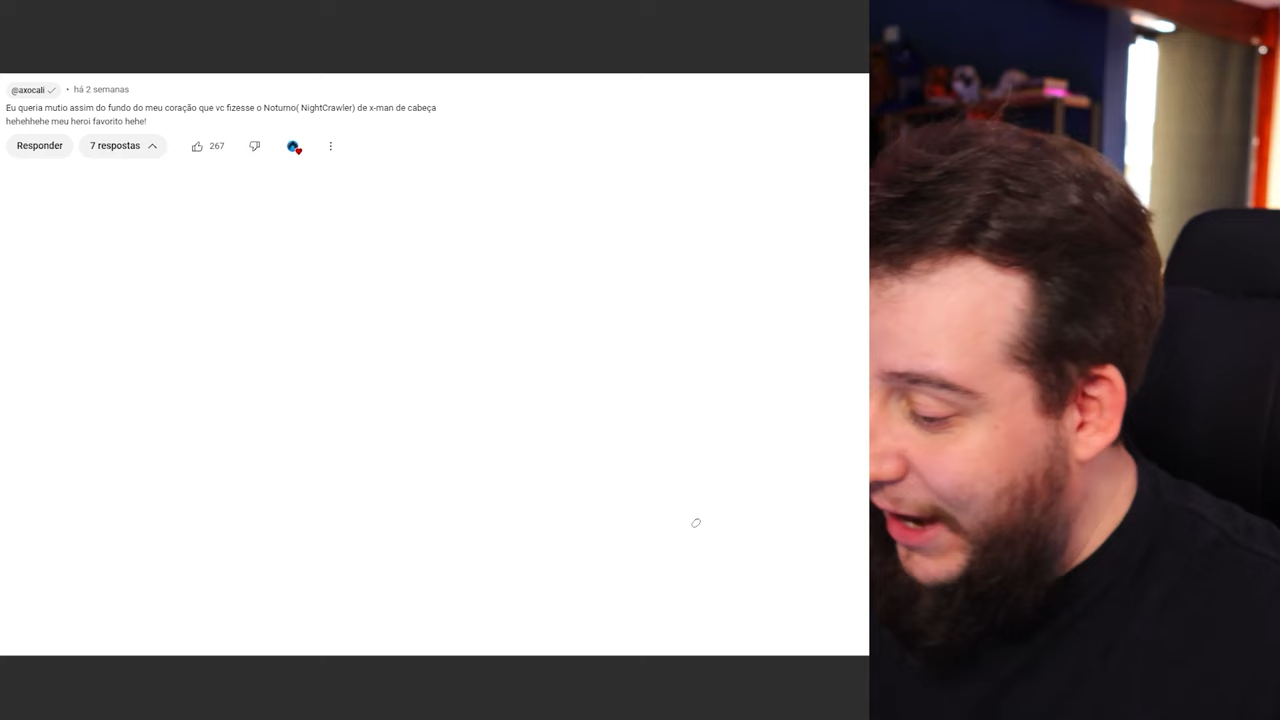 @axocali • há 2 semanas
Eu queria mutio assim do fundo do meu coração que vc fizesse o Noturno( NightCrawler) de x-man de cabeça
hehehhehe meu heroi favorito hehe!
Responder 7 respostas 267